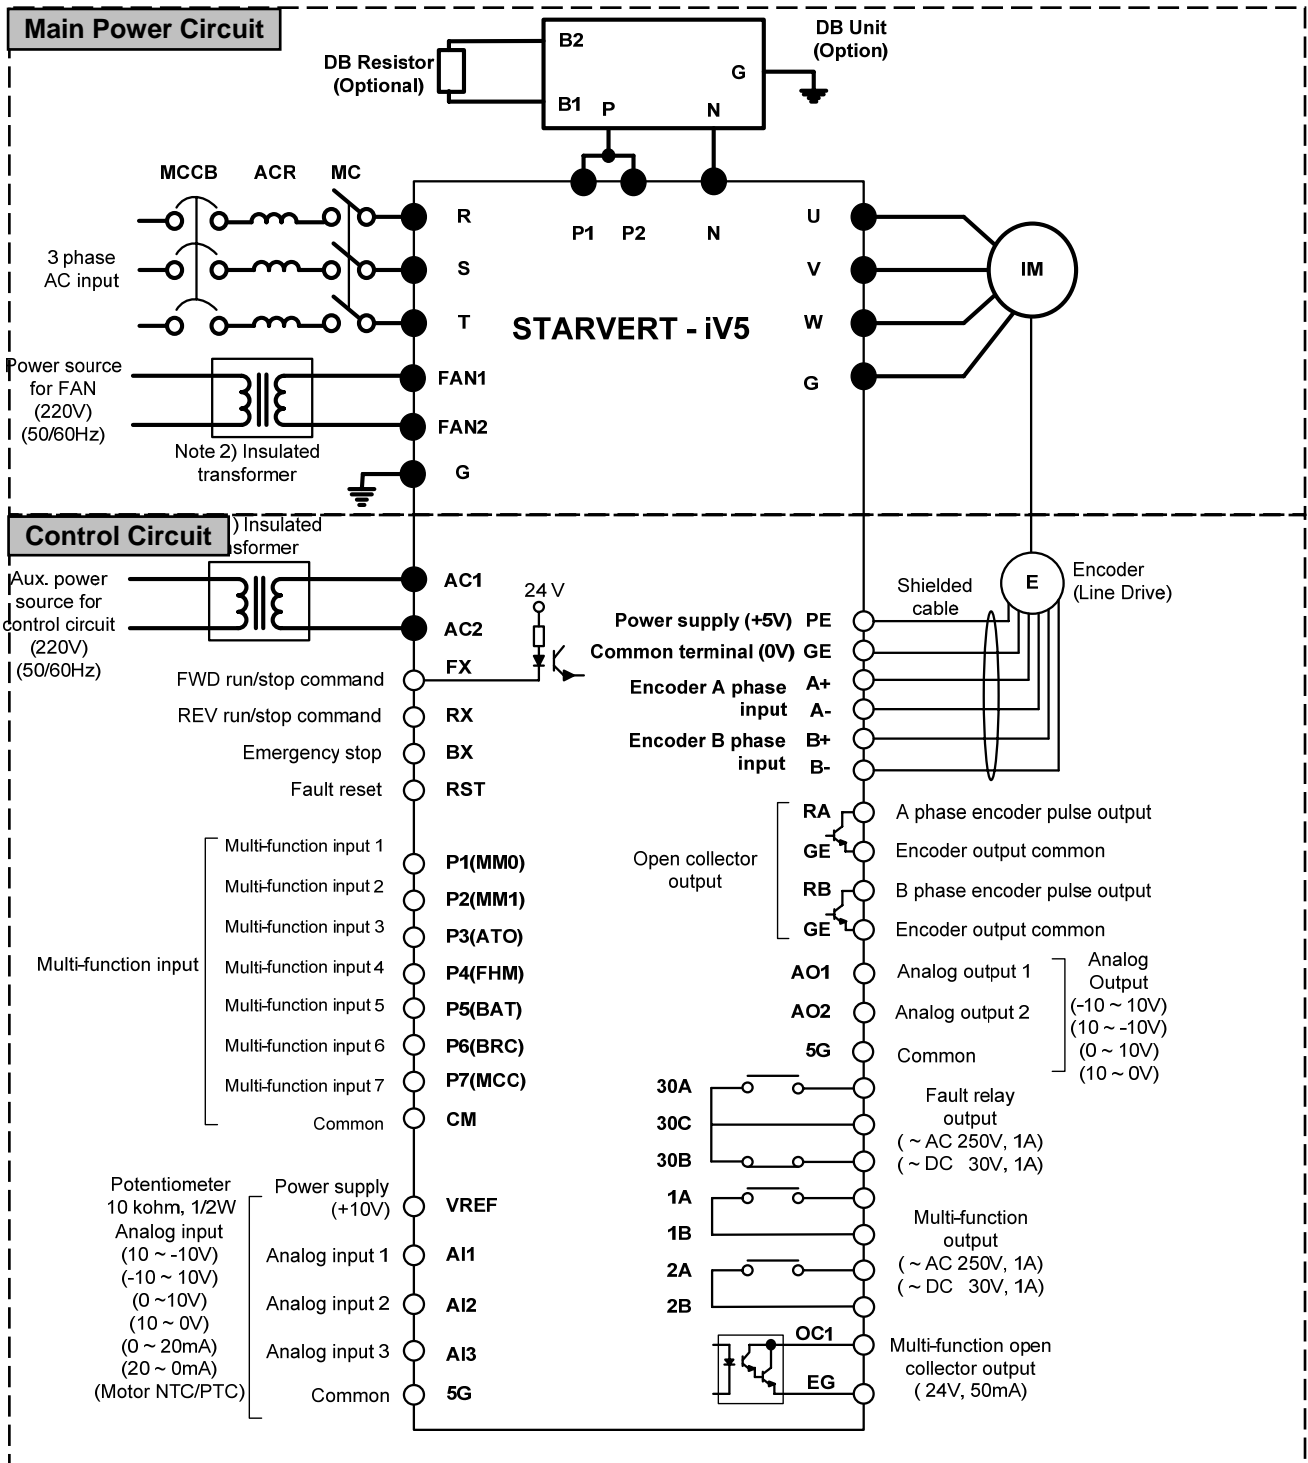 Main Power Circuit
DB Unit
(Option)
DB Resistor
(Optional)
B2
B1
P
N
G
MCCB
ACR
MC
3 phase
AC input
R
S
T
P1
P2
N
U
V
W
G
IM
STARVERT - iV5
Power source
for FAN
(220V)
(50/60Hz)
FAN1
FAN2
G
Note 2) Insulated
transformer
Control Circuit
) Insulated
sformer
Aux. power
source for
control circuit
(220V)
(50/60Hz)
AC1
AC2
24 V
FWD run/stop command
FX
REV run/stop command
RX
Emergency stop
BX
Fault reset
RST
Multi-function input
Multi-function input 1
P1(MM0)
Multi-function input 2
P2(MM1)
Multi-function input 3
P3(ATO)
Multi-function input 4
P4(FHM)
Multi-function input 5
P5(BAT)
Multi-function input 6
P6(BRC)
Multi-function input 7
P7(MCC)
Common
CM
Potentiometer
10 kohm, 1/2W
Analog input
(10 ~ -10V)
(-10 ~ 10V)
(0 ~10V)
(10 ~ 0V)
(0 ~ 20mA)
(20 ~ 0mA)
(Motor NTC/PTC)
Power supply
(+10V)
VREF
Analog input 1
AI1
Analog input 2
AI2
Analog input 3
AI3
Common
5G
E
Encoder
(Line Drive)
Shielded
cable
Power supply (+5V) PE
Common terminal (0V) GE
Encoder A phase
input
A+
A-
Encoder B phase
input
B+
B-
Open collector
output
RA
A phase encoder pulse output
GE
Encoder output common
RB
B phase encoder pulse output
GE
Encoder output common
AO1
Analog output 1
AO2
Analog output 2
5G
Common
Analog
Output
(-10 ~ 10V)
(10 ~ -10V)
(0 ~ 10V)
(10 ~ 0V)
30A
30C
30B
Fault relay
output
( ~ AC 250V, 1A)
( ~ DC 30V, 1A)
1A
1B
2A
2B
Multi-function
output
( ~ AC 250V, 1A)
( ~ DC 30V, 1A)
OC1
EG
Multi-function open
collector output
( 24V, 50mA)